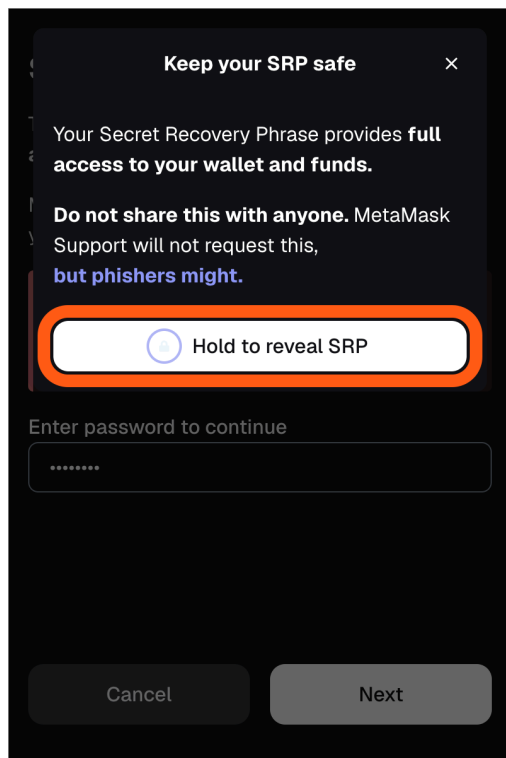 Keep your SRP safe
Your Secret Recovery Phrase provides full
access to your wallet and funds.
Do not share this with anyone. MetaMask
Support will not request this,
but phishers might.
Hold to reveal SRP
Enter password to continue
••••••••
Cancel
Next